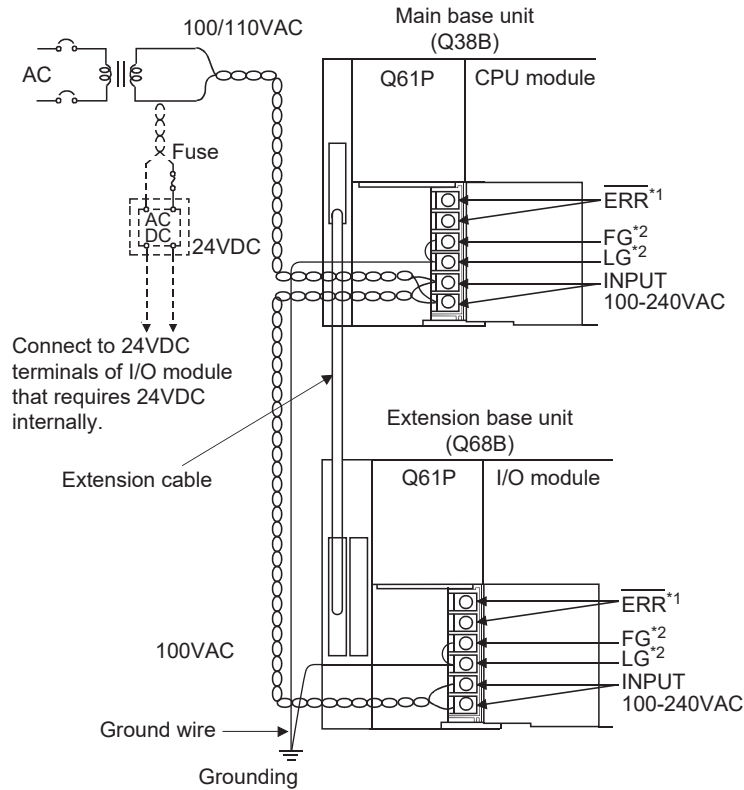 100/110VAC
Main base unit
(Q38B)
AC
Q61P
CPU module
Fuse
AC
DC
24VDC
ERR*1
FG*2
LG*2
INPUT
100-240VAC
Connect to 24VDC
terminals of I/O module
that requires 24VDC
internally.
Extension base unit
(Q68B)
Extension cable
Q61P
I/O module
ERR*1
FG*2
LG*2
INPUT
100-240VAC
100VAC
Ground wire
Grounding